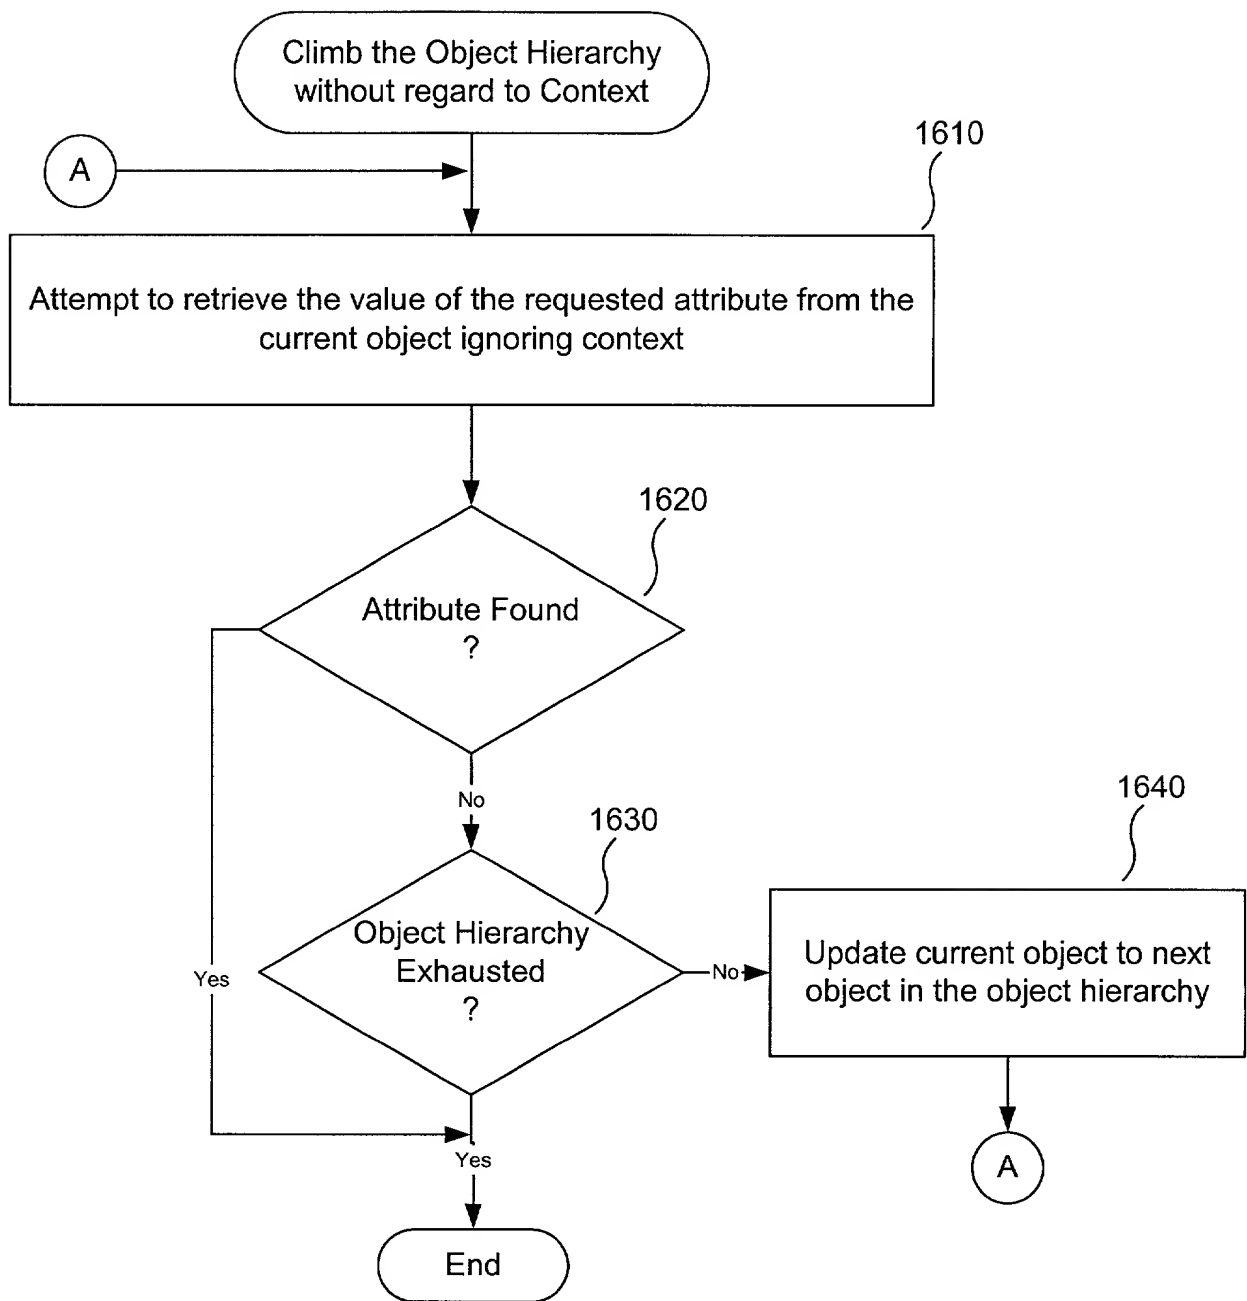 Climb the Object Hierarchy
without regard to Context
A
1610
Attempt to retrieve the value of the requested attribute from the
current object ignoring context
1620
Attribute Found
?
No
1630
1640
Object Hierarchy
Exhausted
?
Yes
No
Update current object to next
object in the object hierarchy
Yes
A
End